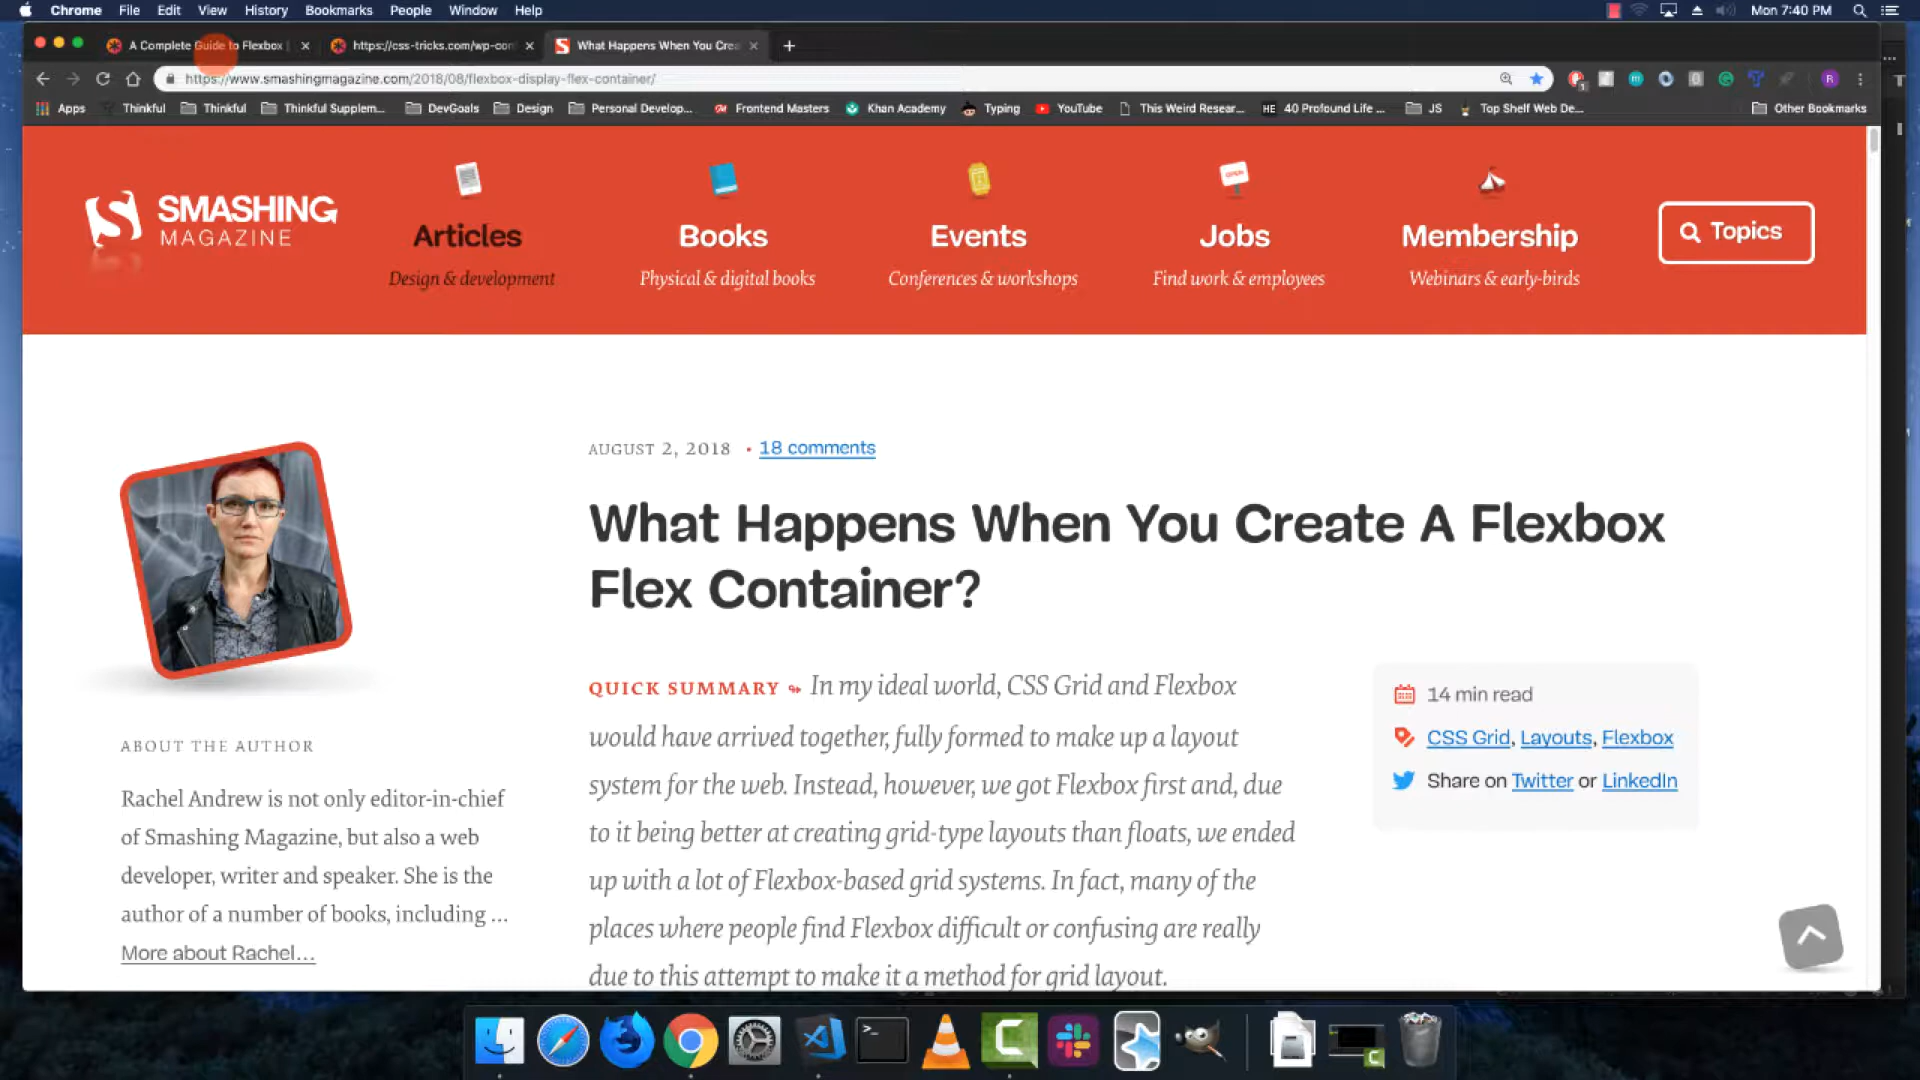 Chrome File Edit View History Bookmarks People Window Help Mon 7:40 PM
A Complete Guide to Flexbox https://css-tricks.com/wp-con What Happens When You Crea
https://www.smashingmagazine.com/2018/08/flexbox-display-flex-container/
Apps Thinkful Thinkful Thinkful Supplem... DevGoals Design Personal Develop... Frontend Masters Khan Academy Typing YouTube This Weird Resear... HE 40 Profound Life ... JS Top Shelf Web De... Other Bookmarks
SMASHING
MAGAZINE
Articles Books Events Jobs Membership Topics
Design & development Physical & digital books Conferences & workshops Find work & employees Webinars & early-birds
AUGUST 2, 2018 • 18 comments
What Happens When You Create A Flexbox
Flex Container?
QUICK SUMMARY In my ideal world, CSS Grid and Flexbox
would have arrived together, fully formed to make up a layout
system for the web. Instead, however, we got Flexbox first and, due
to it being better at creating grid-type layouts than floats, we ended
up with a lot of Flexbox-based grid systems. In fact, many of the
places where people find Flexbox difficult or confusing are really
due to this attempt to make it a method for grid layout.
14 min read
CSS Grid, Layouts, Flexbox
Share on Twitter or LinkedIn
ABOUT THE AUTHOR
Rachel Andrew is not only editor-in-chief
of Smashing Magazine, but also a web
developer, writer and speaker. She is the
author of a number of books, including ...
More about Rachel...